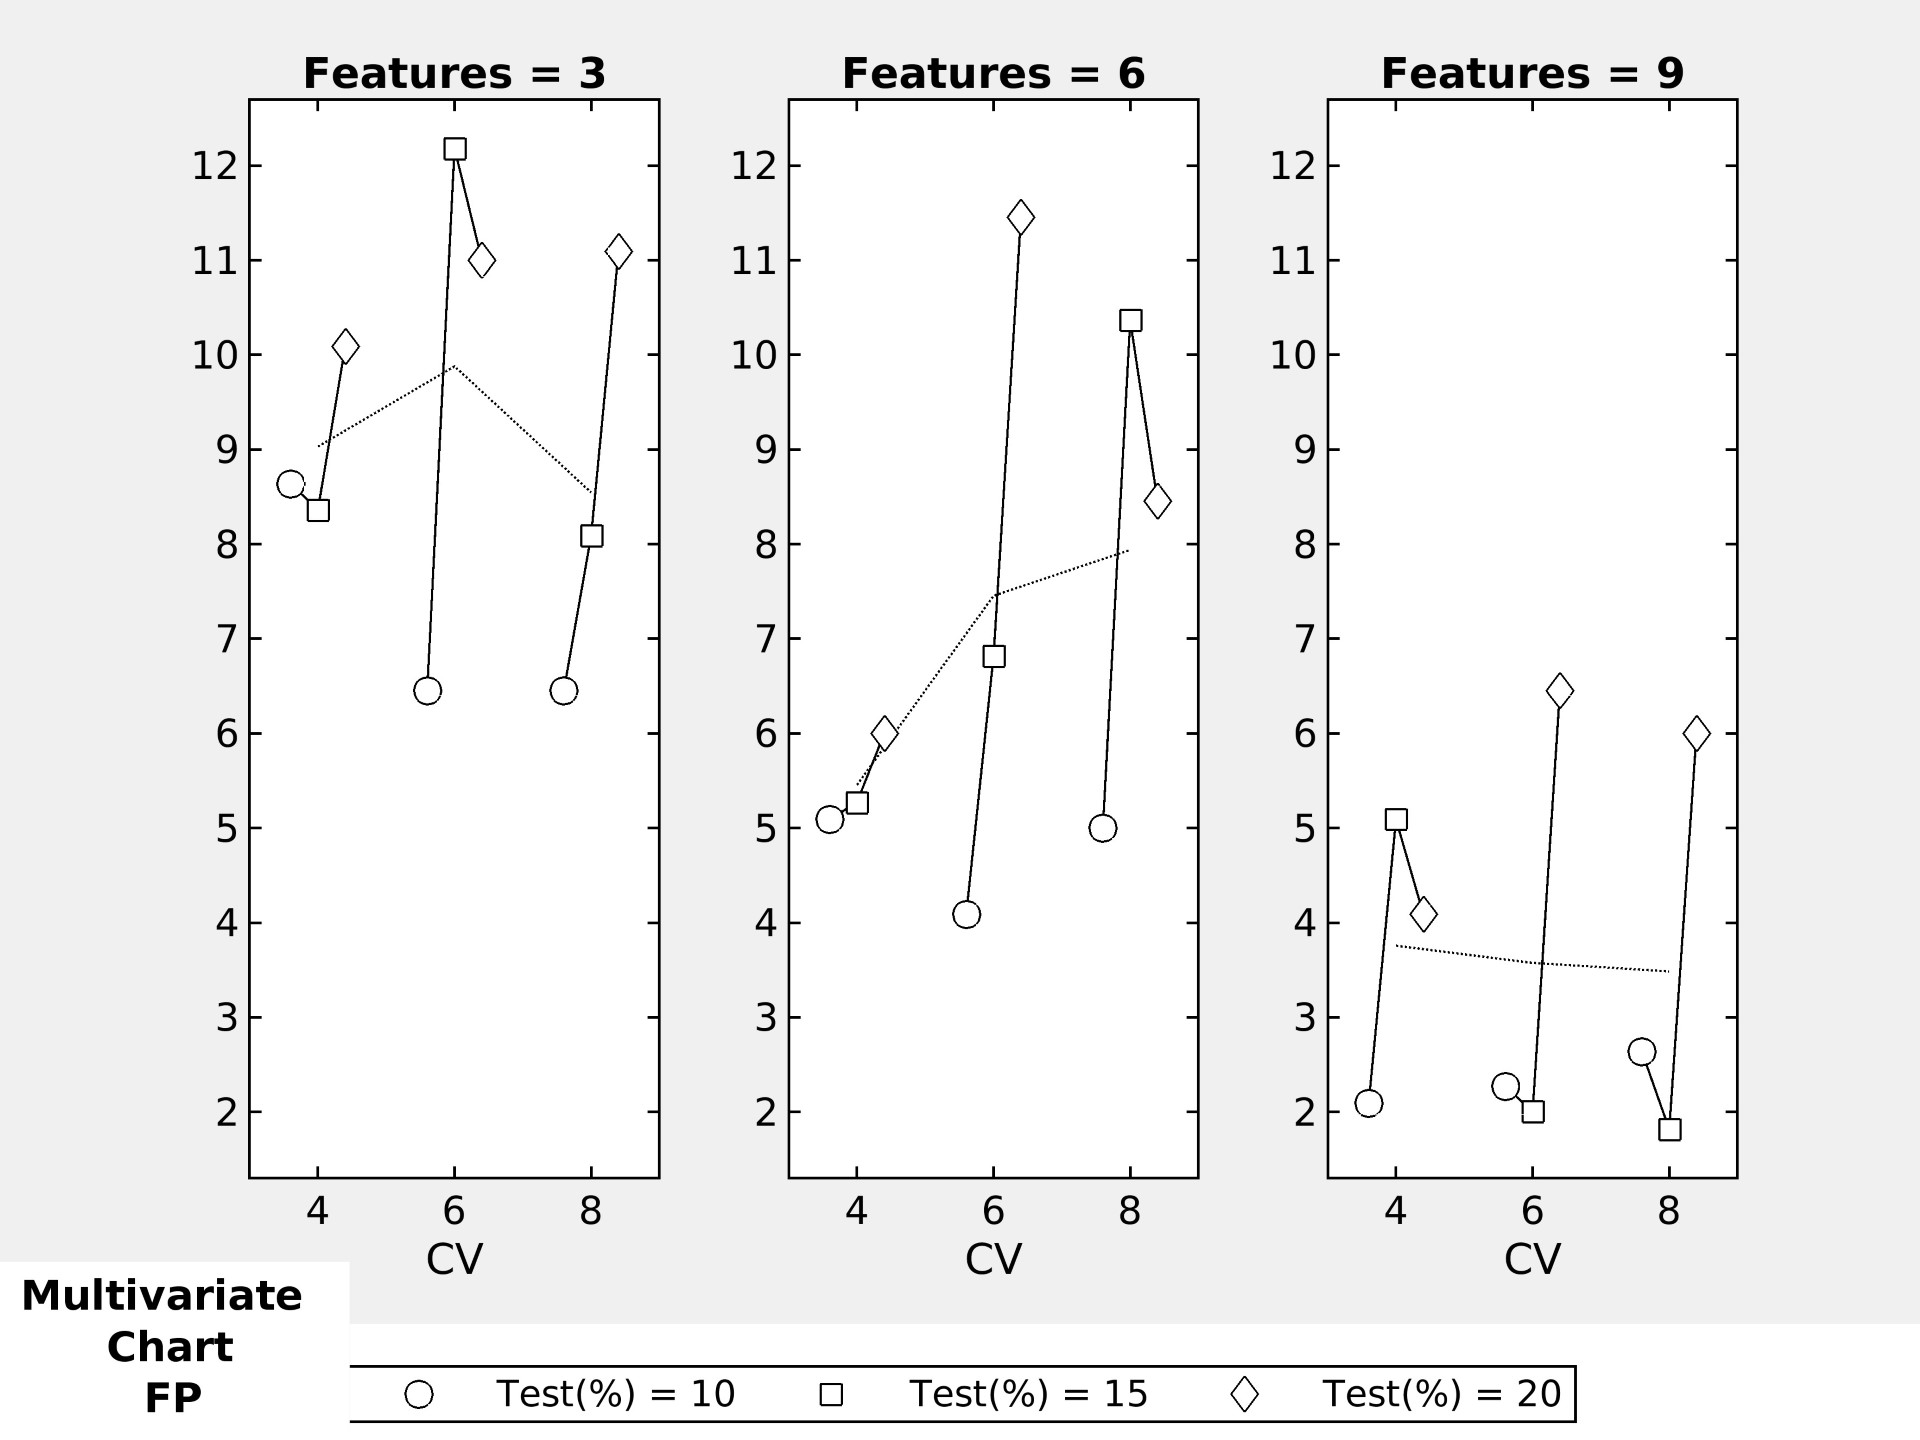 Features = 3
Features = 6
Features = 9
12
11
10
9
8
7
6
5
4
3
2
12
11
10
9
8
7
6
5
4
3
2
12
11
10
9
8
7
6
5
4
3
2
4 6 8
4 6 8
4 6 8
CV
CV
CV
Multivariate
Chart
FP
Test(%) = 10
Test(%) = 15
Test(%) = 20